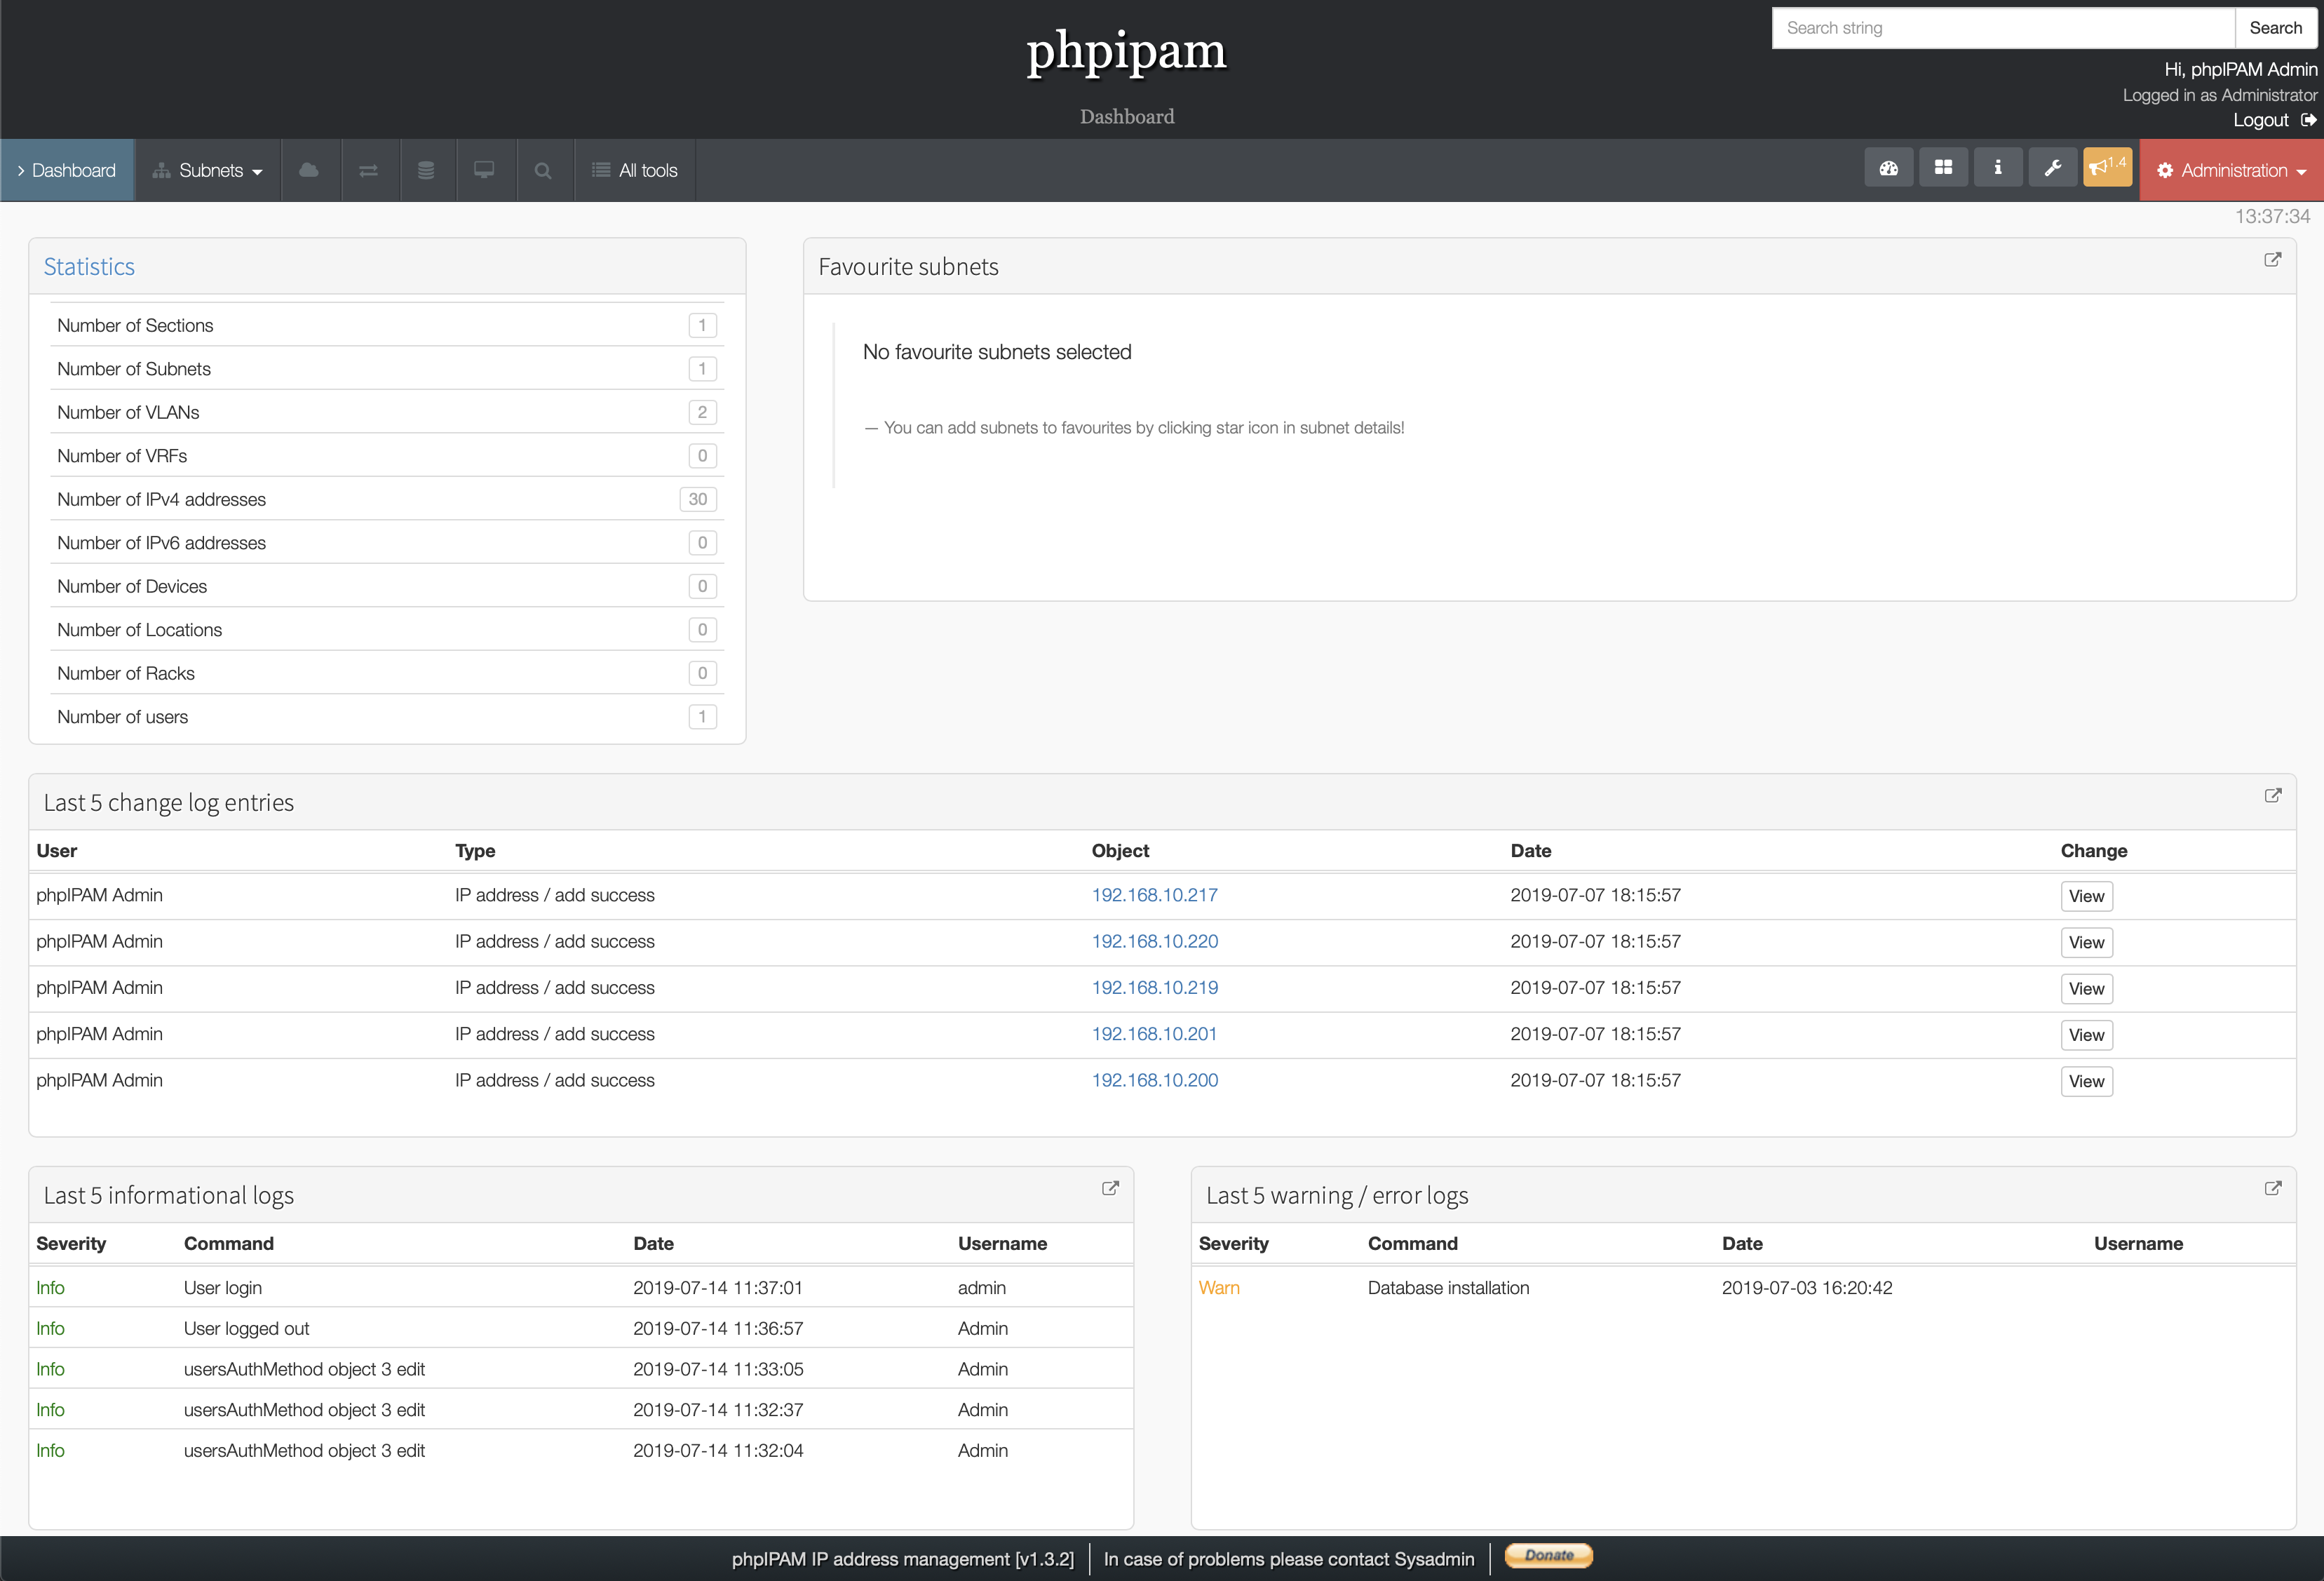 phpipam
Dashboard
Search string Search
Hi, phpIPAM Admin
Logged in as Administrator
Logout
Dashboard Subnets All tools 1.4 Administration
13:37:34
Statistics
Number of Sections 1
Number of Subnets 1
Number of VLANs 2
Number of VRFs 0
Number of IPv4 addresses 30
Number of IPv6 addresses 0
Number of Devices 0
Number of Locations 0
Number of Racks 0
Number of users 1
Favourite subnets
No favourite subnets selected
— You can add subnets to favourites by clicking star icon in subnet details!
Last 5 change log entries
User Type Object Date Change
phpIPAM Admin IP address / add success 192.168.10.217 2019-07-07 18:15:57 View
phpIPAM Admin IP address / add success 192.168.10.220 2019-07-07 18:15:57 View
phpIPAM Admin IP address / add success 192.168.10.219 2019-07-07 18:15:57 View
phpIPAM Admin IP address / add success 192.168.10.201 2019-07-07 18:15:57 View
phpIPAM Admin IP address / add success 192.168.10.200 2019-07-07 18:15:57 View
Last 5 informational logs
Severity Command Date Username
Info User login 2019-07-14 11:37:01 admin
Info User logged out 2019-07-14 11:36:57 Admin
Info usersAuthMethod object 3 edit 2019-07-14 11:33:05 Admin
Info usersAuthMethod object 3 edit 2019-07-14 11:32:37 Admin
Info usersAuthMethod object 3 edit 2019-07-14 11:32:04 Admin
Last 5 warning / error logs
Severity Command Date Username
Warn Database installation 2019-07-03 16:20:42
phpIPAM IP address management [v1.3.2] In case of problems please contact Sysadmin Donate